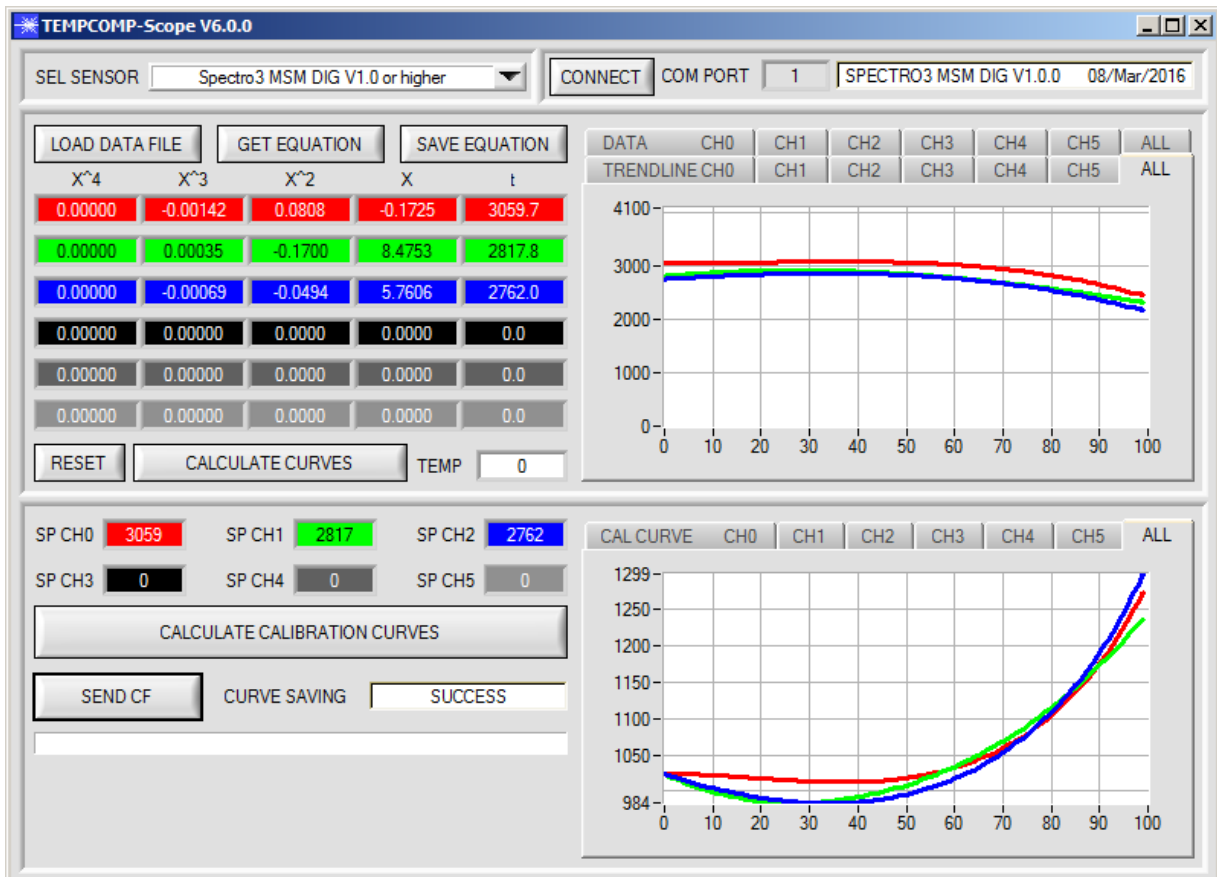 TEMPCOMP-Scope V6.0.0
SEL SENSOR Spectro3 MSM DIG V1.0 or higher CONNECT COM PORT 1 SPECTRO3 MSM DIG V1.0.0 08/Mar/2016
LOAD DATA FILE GET EQUATION SAVE EQUATION
X^4 X^3 X^2 X t
0.00000 -0.00142 0.0808 -0.1725 3059.7
0.00000 0.00035 -0.1700 8.4753 2817.8
0.00000 -0.00069 -0.0494 5.7606 2762.0
0.00000 0.00000 0.0000 0.0000 0.0
0.00000 0.00000 0.0000 0.0000 0.0
0.00000 0.00000 0.0000 0.0000 0.0
RESET CALCULATE CURVES TEMP 0
DATA CH0 CH1 CH2 CH3 CH4 CH5 ALL
TRENDLINE CH0 CH1 CH2 CH3 CH4 CH5 ALL
4100
3000
2000
1000
0
0 10 20 30 40 50 60 70 80 90 100
SP CH0 3059 SP CH1 2817 SP CH2 2762
SP CH3 0 SP CH4 0 SP CH5 0
CALCULATE CALIBRATION CURVES
SEND CF CURVE SAVING SUCCESS
CAL CURVE CH0 CH1 CH2 CH3 CH4 CH5 ALL
1299
1250
1200
1150
1100
1050
984
0 10 20 30 40 50 60 70 80 90 100